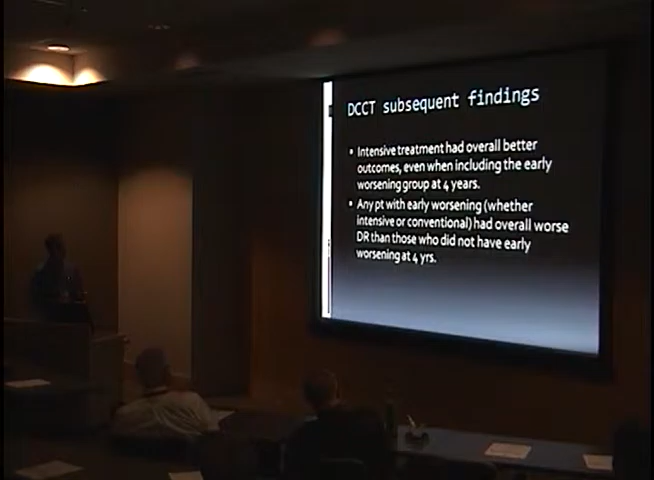 DCCT subsequent findings
• Intensive treatment had overall better
outcomes, even when including the early
worsening group at 4 years.
• Any pt with early worsening (whether
intensive or conventional) had overall worse
DR than those who did not have early
worsening at 4 yrs.